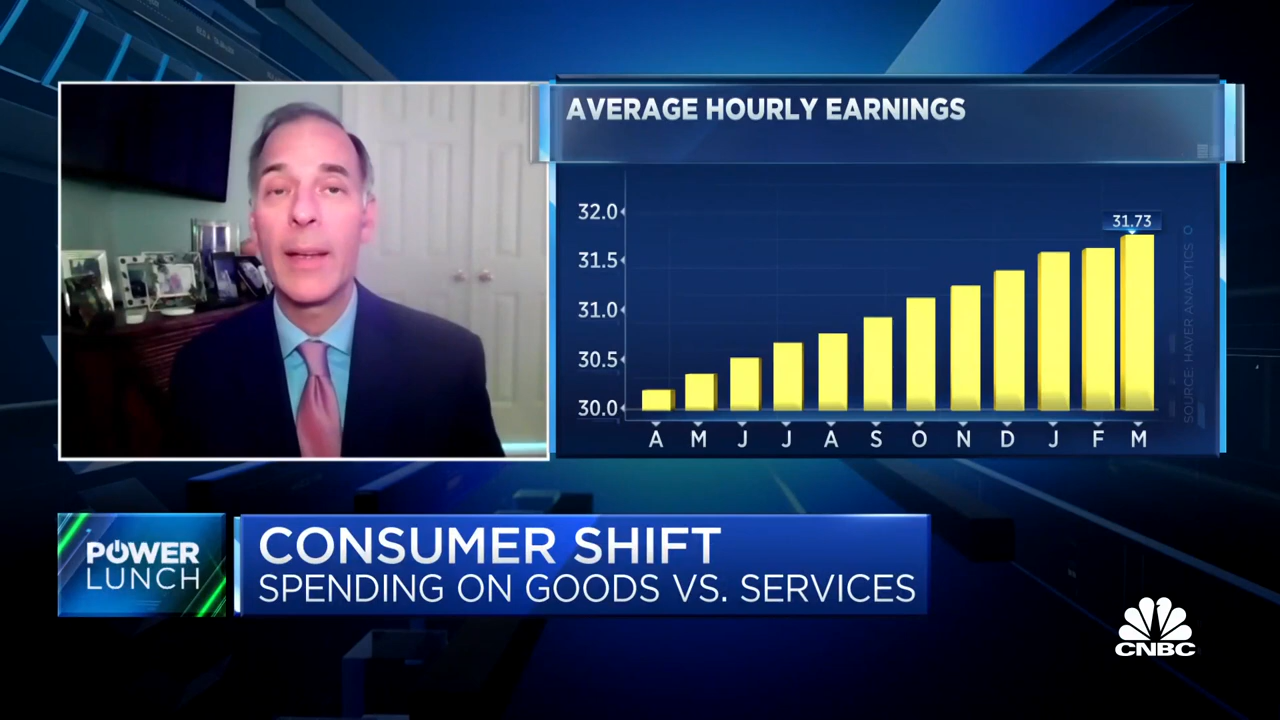 AVERAGE HOURLY EARNINGS
32.0
31.5
31.0
30.5
30.0
31.73
A M J J A S O N D J F M
SOURCE: HAVER ANALYTICS
POWER
LUNCH
CONSUMER SHIFT
SPENDING ON GOODS VS. SERVICES
CNBC